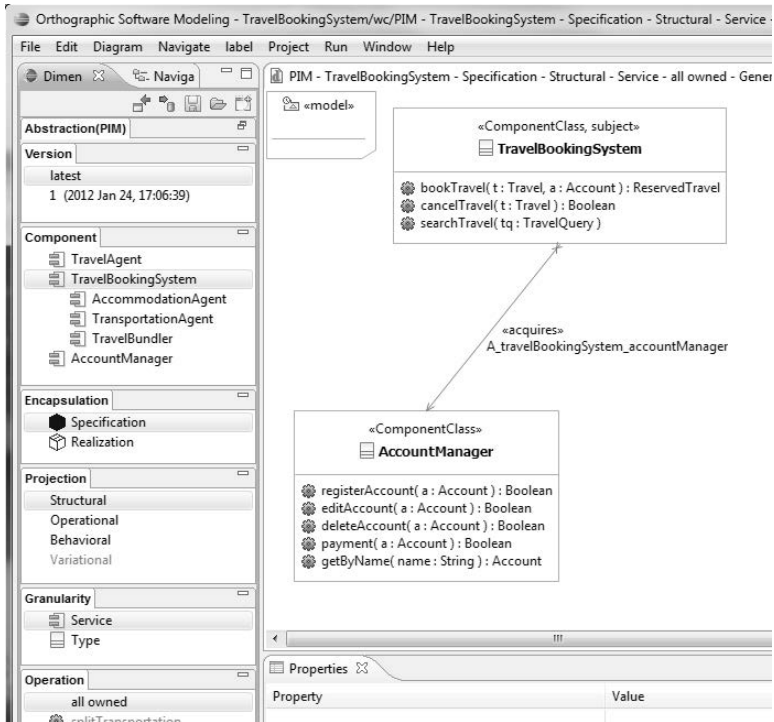 Orthographic Software Modeling - TravelBookingSystem/wc/PIM - TravelBookingSystem - Specification - Structural - Service -
File Edit Diagram Navigate label Project Run Window Help
Dimen
Naviga
Abstraction(PIM)
Version
latest
1 (2012 Jan 24, 17:06:39)
Component
TravelAgent
TravelBookingSystem
AccommodationAgent
TransportationAgent
TravelBundler
AccountManager
Encapsulation
Specification
Realization
Projection
Structural
Operational
Behavioral
Variational
Granularity
Service
Type
Operation
all owned
splitTransportation
PIM - TravelBookingSystem - Specification - Structural - Service - all owned - Gener
«model»
«ComponentClass, subject»
TravelBookingSystem
bookTravel( t : Travel, a : Account ) : ReservedTravel
cancelTravel( t : Travel ) : Boolean
searchTravel( tq : TravelQuery )
«acquires»
A_travelBookingSystem_accountManager
«ComponentClass»
AccountManager
registerAccount( a : Account ) : Boolean
editAccount( a : Account ) : Boolean
deleteAccount( a : Account ) : Boolean
payment( a : Account ) : Boolean
getByName( name : String ) : Account
Properties
Property Value